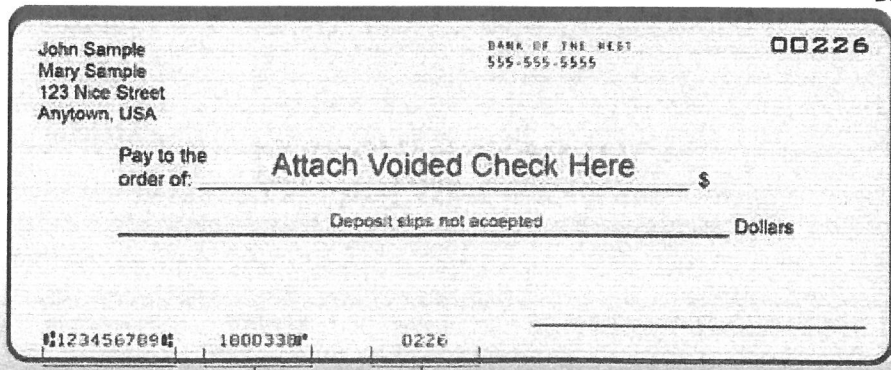 John Sample
Mary Sample
123 Nice Street
Anytown, USA
BANK OF THE WEST
555-555-5555
00226
Pay to the
order of: Attach Voided Check Here $
Deposit slips not accepted Dollars
⑆123456789⑆ 1800338⑈ 0226